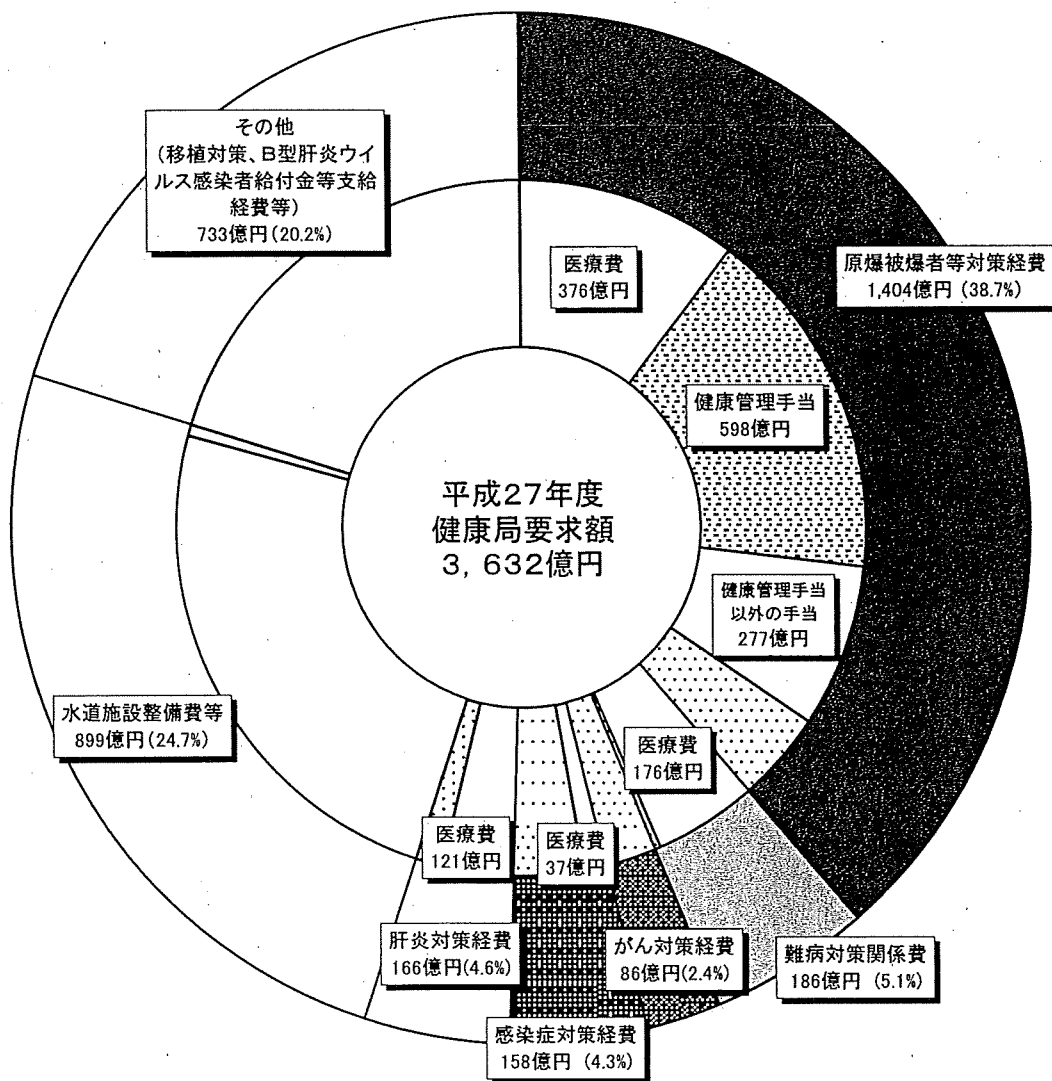 その他
(移植対策、B型肝炎ウイ
ルス感染者給付金等支給
経費等)
733億円(20.2%)
医療費
376億円
原爆被爆者等対策経費
1,404億円 (38.7%)
健康管理手当
598億円
平成27年度
健康局要求額
3,632億円
健康管理手当
以外の手当
277億円
水道施設整備費等
899億円(24.7%)
医療費
176億円
医療費
121億円
医療費
37億円
肝炎対策経費
166億円(4.6%)
がん対策経費
86億円(2.4%)
難病対策関係費
186億円 (5.1%)
感染症対策経費
158億円 (4.3%)